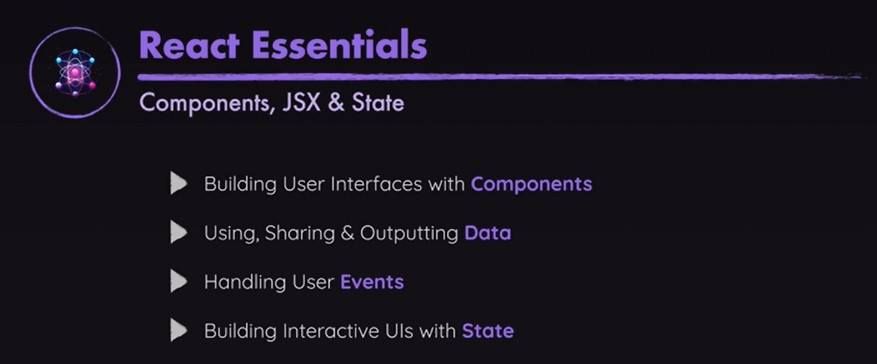 React Essentials
Components, JSX & State
Building User Interfaces with Components
Using, Sharing & Outputting Data
Handling User Events
Building Interactive UIs with State